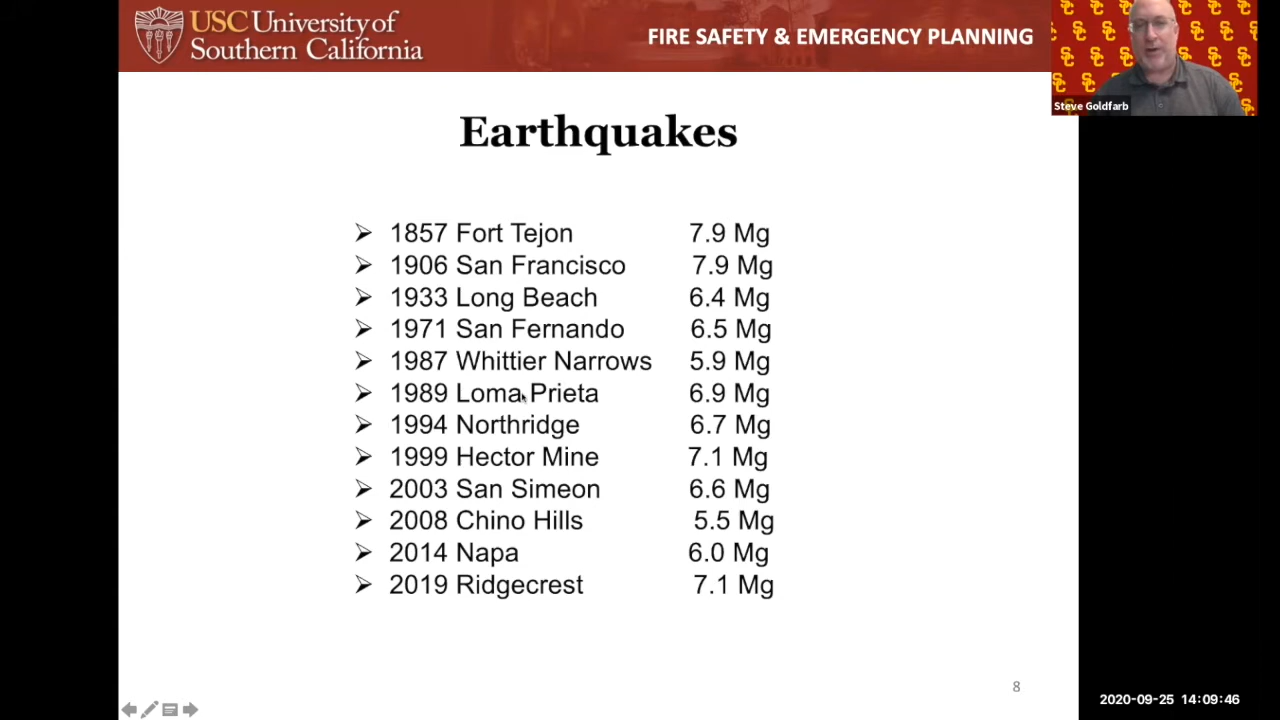 USC University of
Southern California
FIRE SAFETY & EMERGENCY PLANNING
Steve Goldfarb
Earthquakes
➢ 1857 Fort Tejon 7.9 Mg
➢ 1906 San Francisco 7.9 Mg
➢ 1933 Long Beach 6.4 Mg
➢ 1971 San Fernando 6.5 Mg
➢ 1987 Whittier Narrows 5.9 Mg
➢ 1989 Loma Prieta 6.9 Mg
➢ 1994 Northridge 6.7 Mg
➢ 1999 Hector Mine 7.1 Mg
➢ 2003 San Simeon 6.6 Mg
➢ 2008 Chino Hills 5.5 Mg
➢ 2014 Napa 6.0 Mg
➢ 2019 Ridgecrest 7.1 Mg
8
2020-09-25 14:09:46